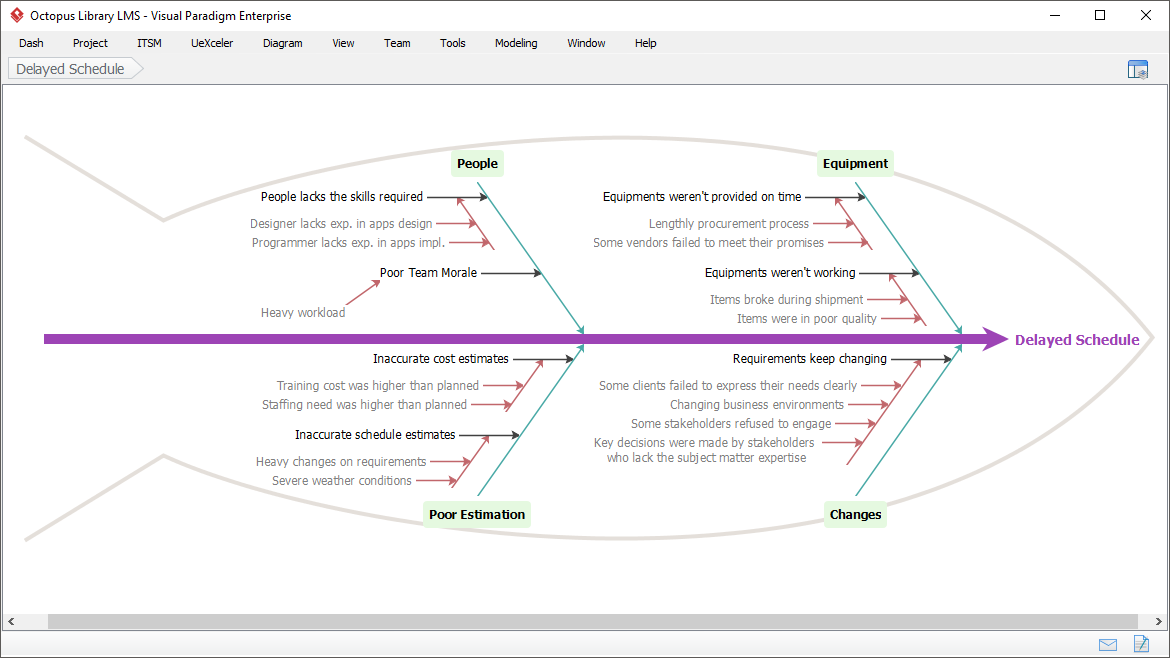 Octopus Library LMS - Visual Paradigm Enterprise
Dash Project ITSM UeXceler Diagram View Team Tools Modeling Window Help
Delayed Schedule
People
People lacks the skills required
Designer lacks exp. in apps design
Programmer lacks exp. in apps impl.
Poor Team Morale
Heavy workload
Equipment
Equipments weren't provided on time
Lengthly procurement process
Some vendors failed to meet their promises
Equipments weren't working
Items broke during shipment
Items were in poor quality
Delayed Schedule
Inaccurate cost estimates
Training cost was higher than planned
Staffing need was higher than planned
Inaccurate schedule estimates
Heavy changes on requirements
Severe weather conditions
Poor Estimation
Requirements keep changing
Some clients failed to express their needs clearly
Changing business environments
Some stakeholders refused to engage
Key decisions were made by stakeholders
who lack the subject matter expertise
Changes